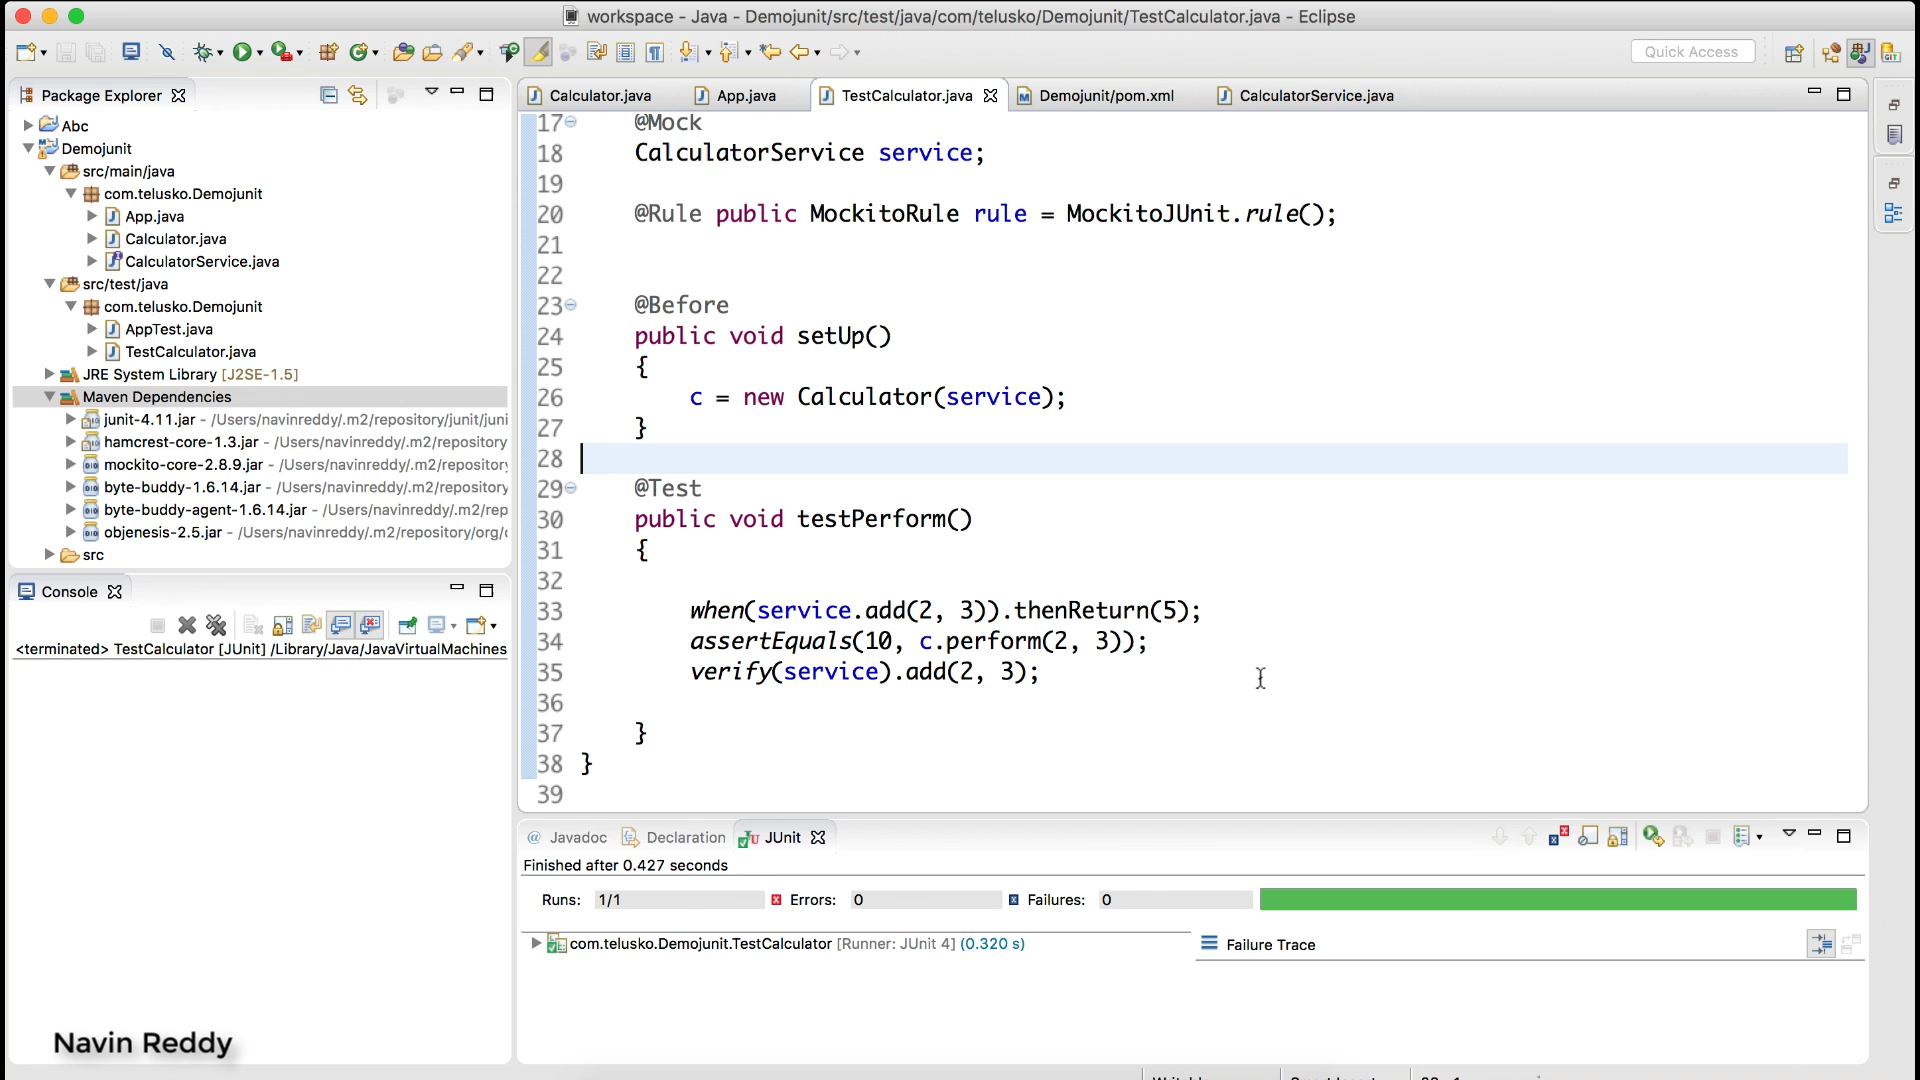 workspace - Java - Demojunit/src/test/java/com/telusko/Demojunit/TestCalculator.java - Eclipse
Quick Access
Package Explorer
Abc
Demojunit
src/main/java
com.telusko.Demojunit
App.java
Calculator.java
CalculatorService.java
src/test/java
com.telusko.Demojunit
AppTest.java
TestCalculator.java
JRE System Library [J2SE-1.5]
Maven Dependencies
junit-4.11.jar - /Users/navinreddy/.m2/repository/junit/juni
hamcrest-core-1.3.jar - /Users/navinreddy/.m2/repository
mockito-core-2.8.9.jar - /Users/navinreddy/.m2/repository
byte-buddy-1.6.14.jar - /Users/navinreddy/.m2/repository
byte-buddy-agent-1.6.14.jar - /Users/navinreddy/.m2/rep
objenesis-2.5.jar - /Users/navinreddy/.m2/repository/org/
src
Console
<terminated> TestCalculator [JUnit] /Library/Java/JavaVirtualMachines
Calculator.java App.java TestCalculator.java Demojunit/pom.xml CalculatorService.java
17 @Mock
18 CalculatorService service;
19
20 @Rule public MockitoRule rule = MockitoJUnit.rule();
21
22
23 @Before
24 public void setUp()
25 {
26 c = new Calculator(service);
27 }
28
29 @Test
30 public void testPerform()
31 {
32
33 when(service.add(2, 3)).thenReturn(5);
34 assertEquals(10, c.perform(2, 3));
35 verify(service).add(2, 3);
36
37 }
38 }
39
@ Javadoc Declaration JUnit
Finished after 0.427 seconds
Runs: 1/1 Errors: 0 Failures: 0
com.telusko.Demojunit.TestCalculator [Runner: JUnit 4] (0.320 s)
Failure Trace
Navin Reddy